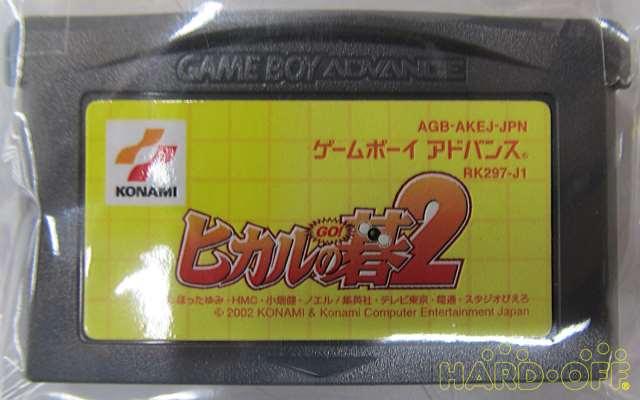 GAME BOY ADVANCE
KONAMI
AGB-AKEJ-JPN
ゲームボーイ アドバンス®
RK297-J1
ヒカルの碁2
GO!
ほったゆみ・HMC・小畑健・ノエル/集英社・テレビ東京・電通・スタジオぴえろ
© 2002 KONAMI & Konami Computer Entertainment Japan
HARD・OFF